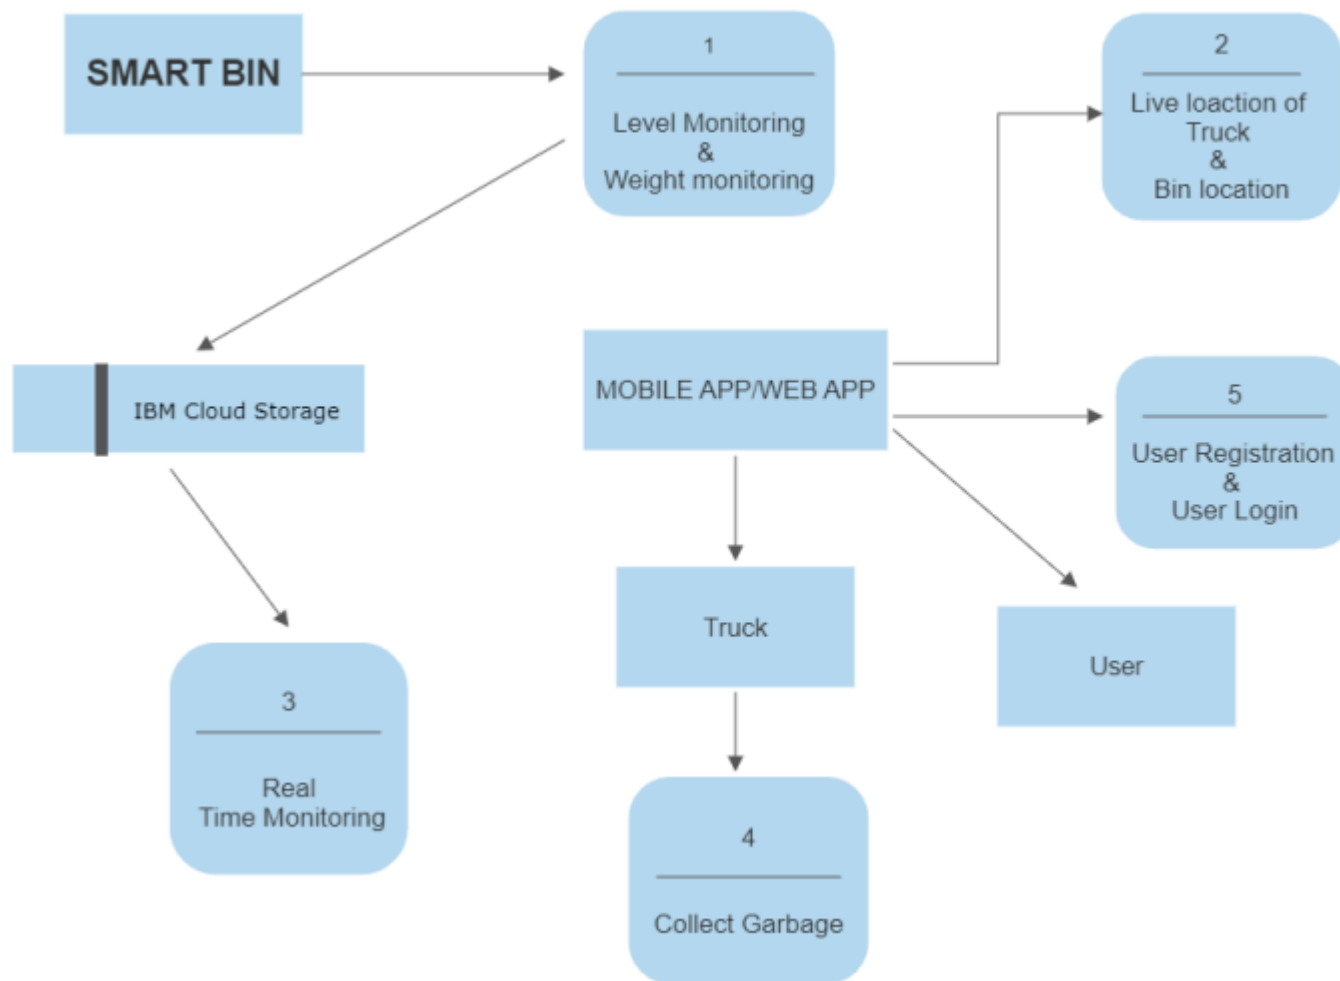 SMART BIN
1
Level Monitoring
&
Weight monitoring
2
Live loaction of
Truck
&
Bin location
IBM Cloud Storage
MOBILE APP/WEB APP
5
User Registration
&
User Login
Truck
User
3
Real
Time Monitoring
4
Collect Garbage